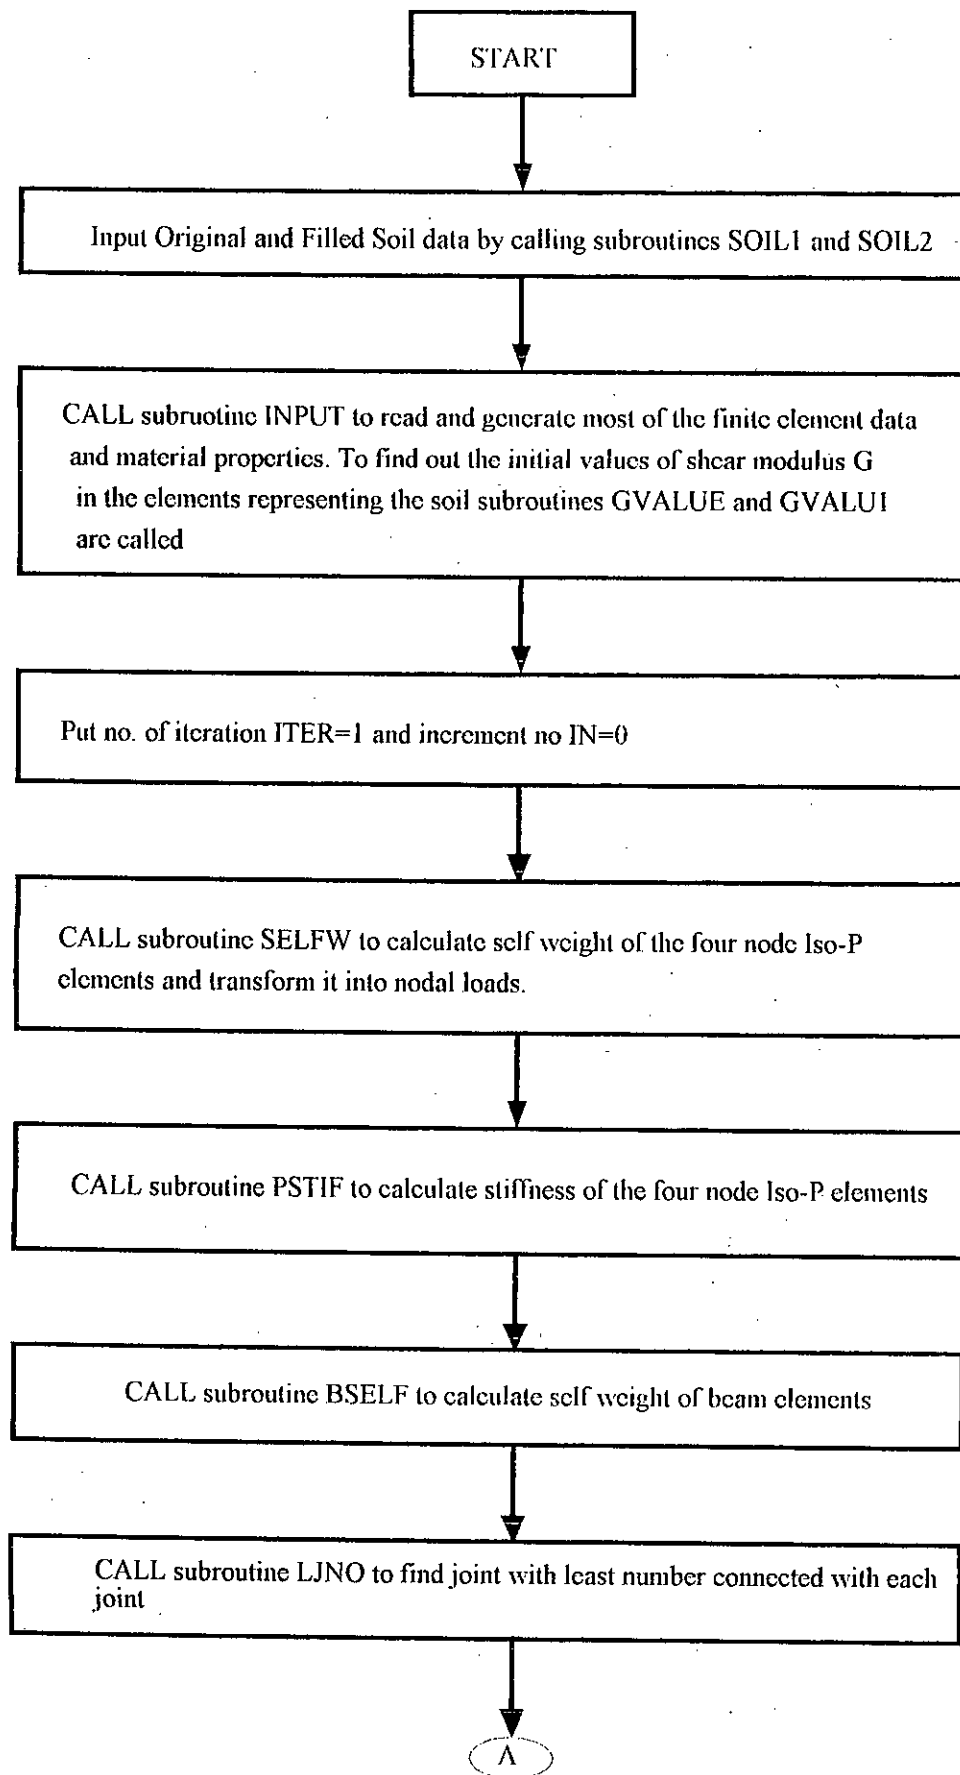 START
Input Original and Filled Soil data by calling subroutines SOIL1 and SOIL2
CALL subruotine INPUT to read and generate most of the finite element data
and material properties. To find out the initial values of shear modulus G
in the elements representing the soil subroutines GVALUE and GVALU1
are called
Put no. of iteration ITER=1 and increment no IN=0
CALL subroutine SELFW to calculate self weight of the four node Iso-P
elements and transform it into nodal loads.
CALL subroutine PSTIF to calculate stiffness of the four node Iso-P elements
CALL subroutine BSELF to calculate self weight of beam elements
CALL subroutine LJNO to find joint with least number connected with each
joint
A